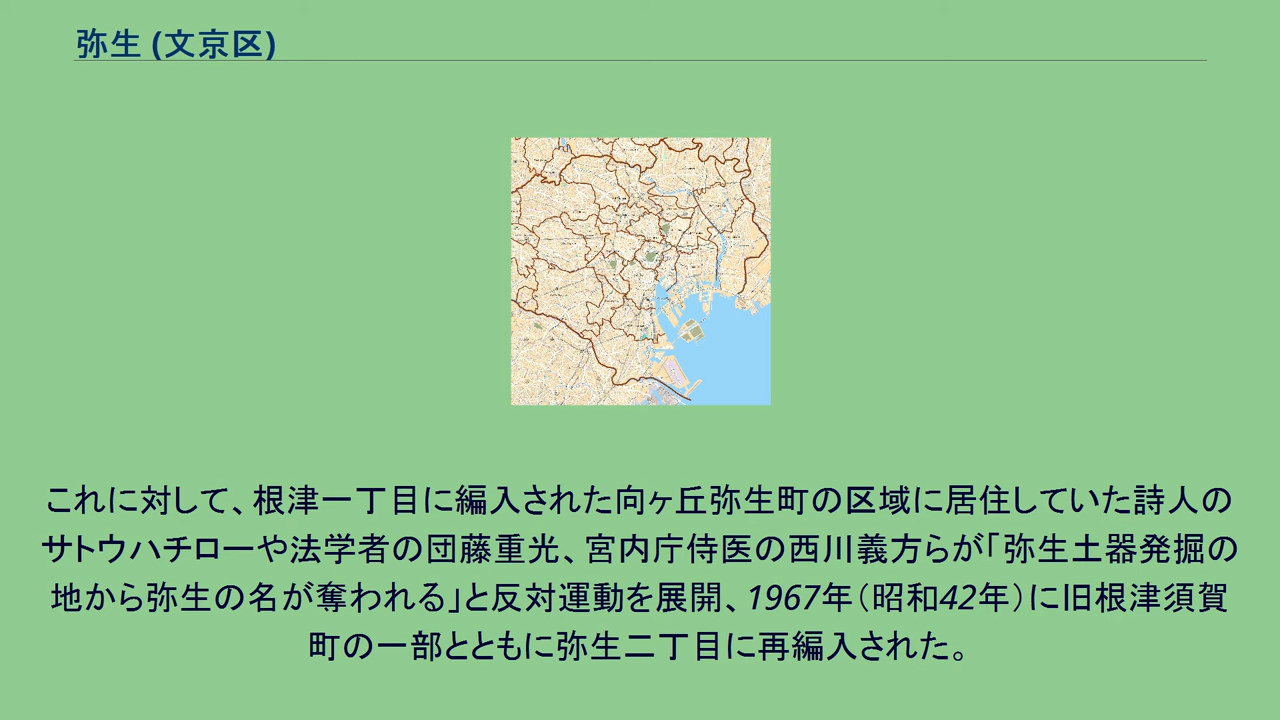 弥生 (文京区)
これに対して、根津一丁目に編入された向ヶ丘弥生町の区域に居住していた詩人の
サトウハチローや法学者の団藤重光、宮内庁侍医の西川義方らが「弥生土器発掘の
地から弥生の名が奪われる」と反対運動を展開、1967年（昭和42年）に旧根津須賀
町の一部とともに弥生二丁目に再編入された。